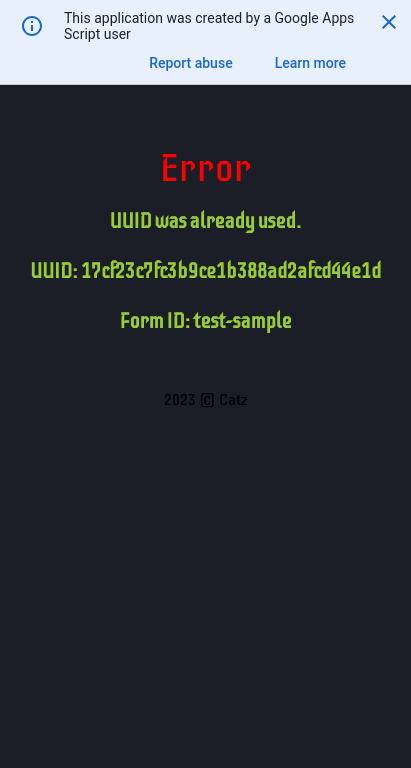 This application was created by a Google Apps
Script user
Report abuse Learn more
Error
UUID was already used.
UUID: 17cf23c7fc3b9ce1b388ad2afcd44e1d
Form ID: test-sample
2023 © Catz